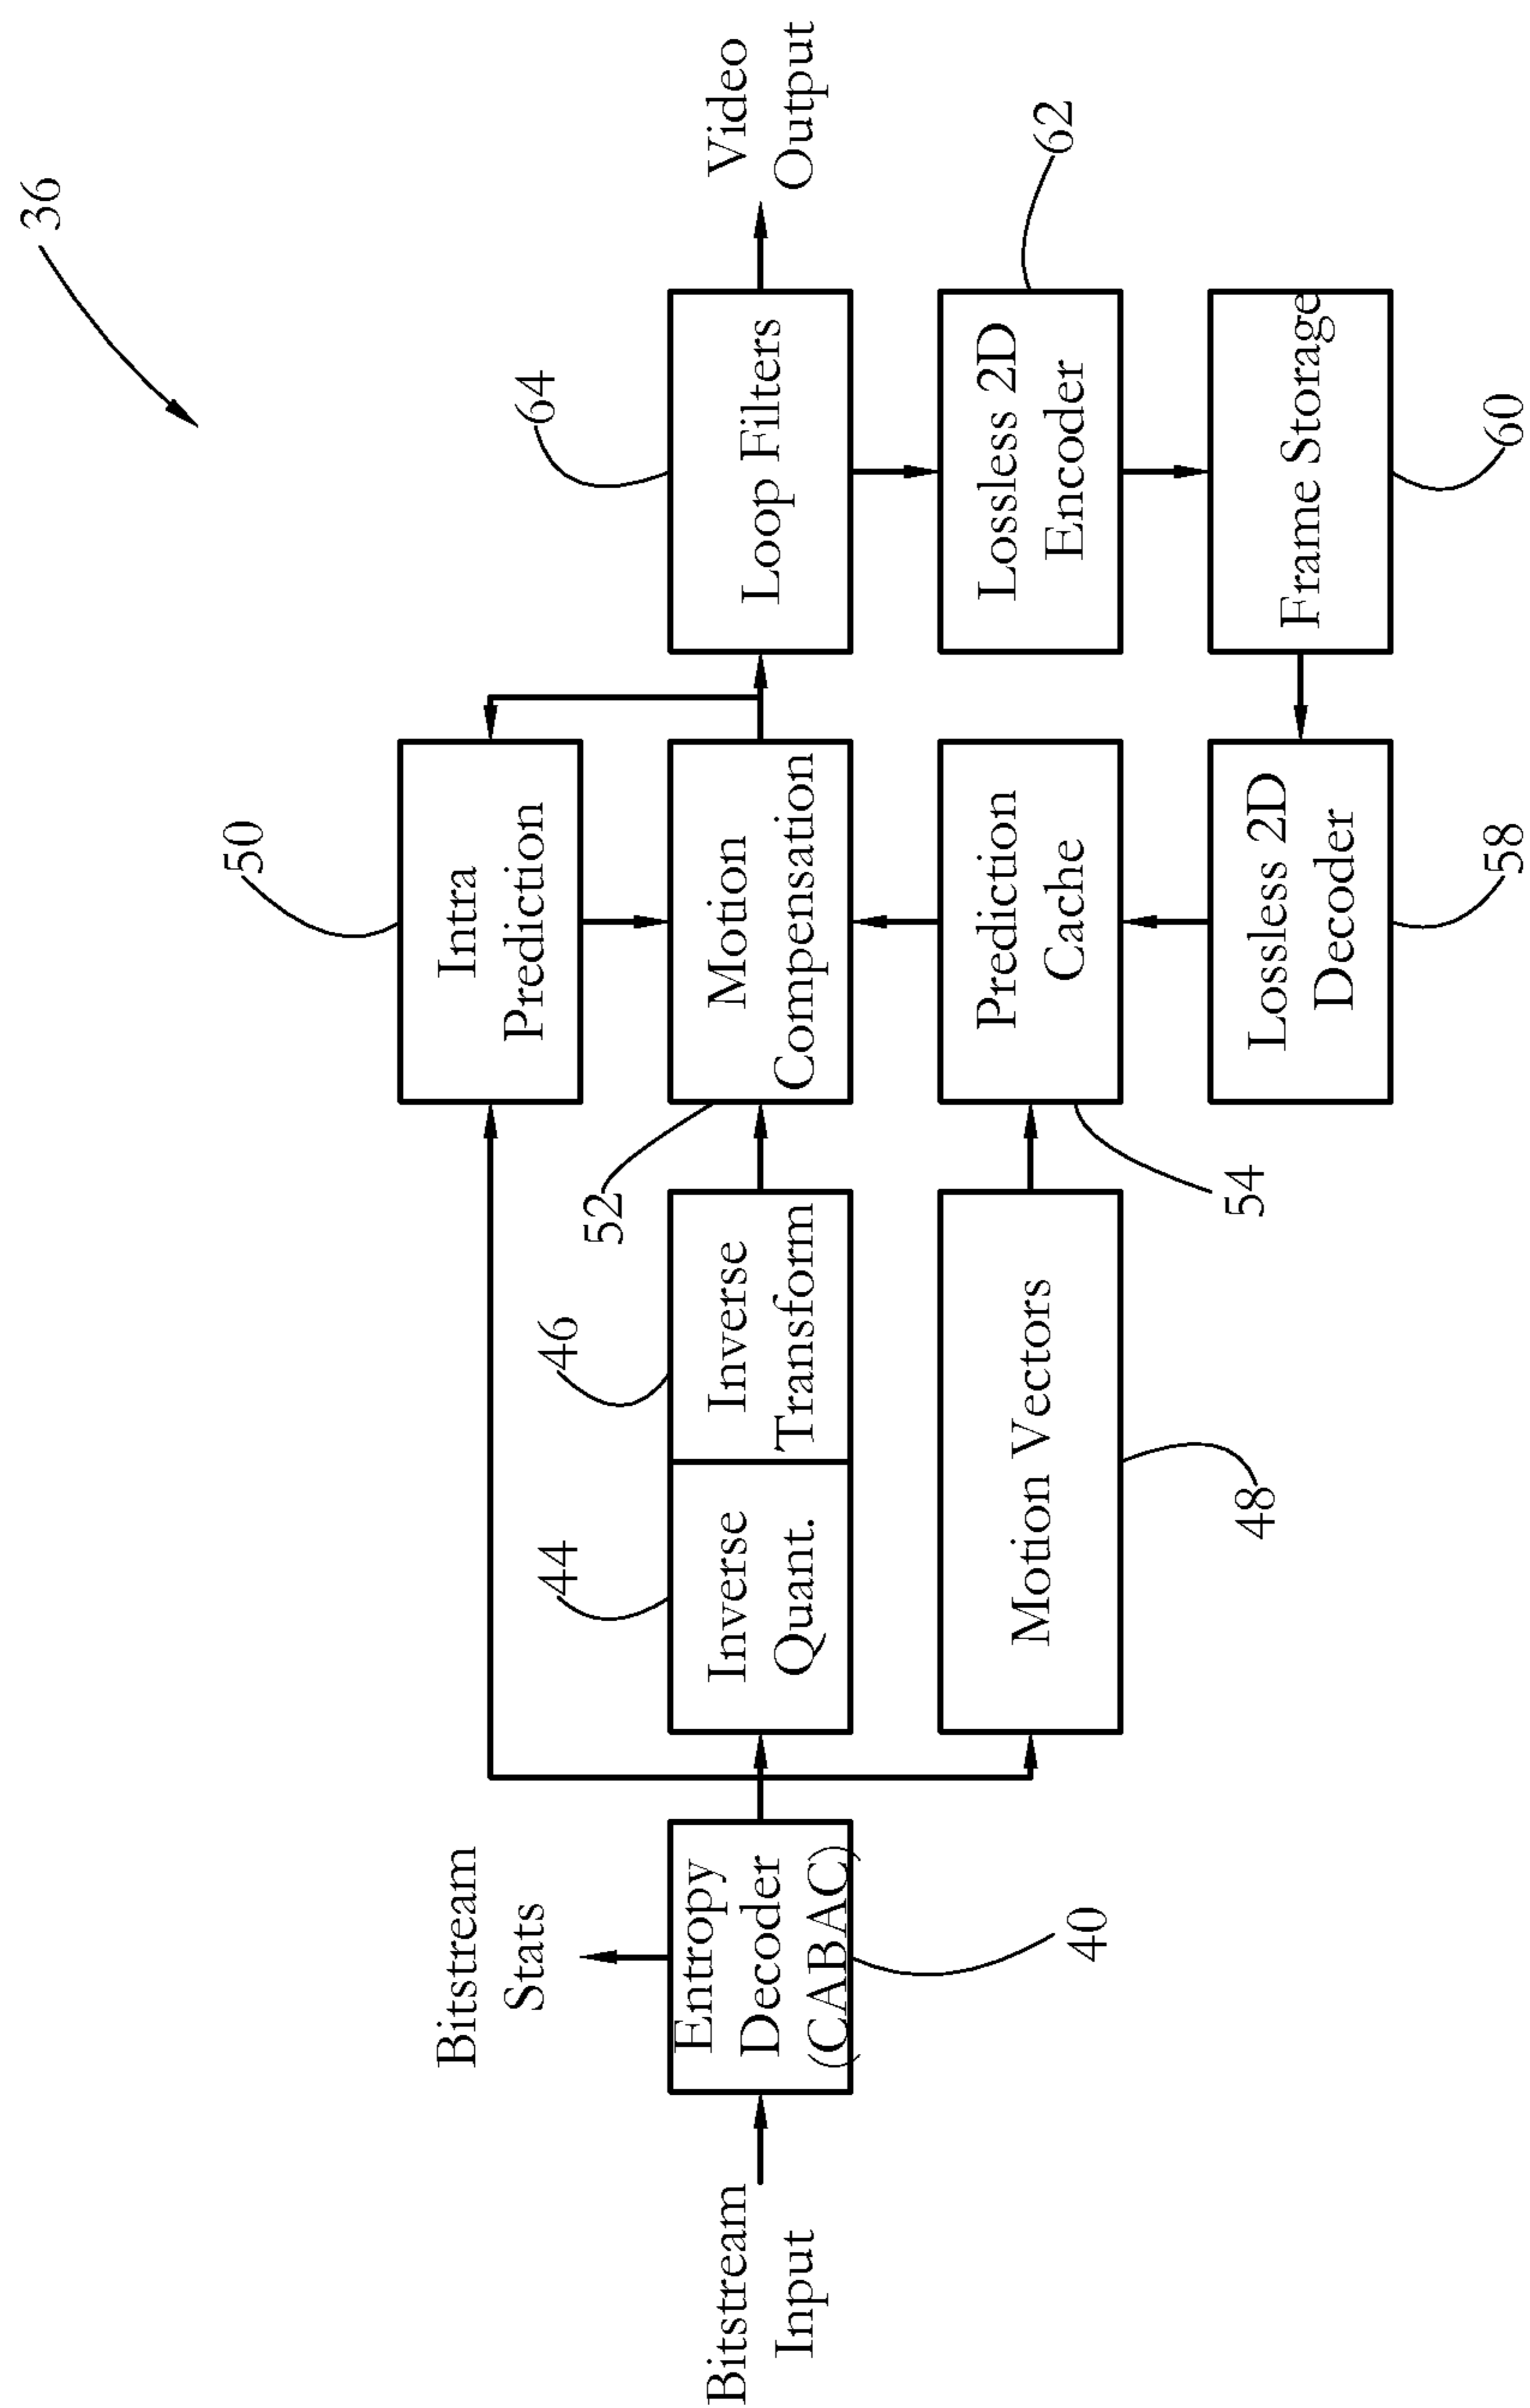 36
Bitstream
Input
Bitstream
Stats
Entropy
Decoder
(CABAC)
40
44
Inverse
Quant.
46
Inverse
Transform
Motion Vectors
48
50
Intra
Prediction
52
Motion
Compensation
Prediction
Cache
54
Lossless 2D
Decoder
58
64
Loop Filters
Video
Output
Lossless 2D
Encoder
62
Frame Storage
60